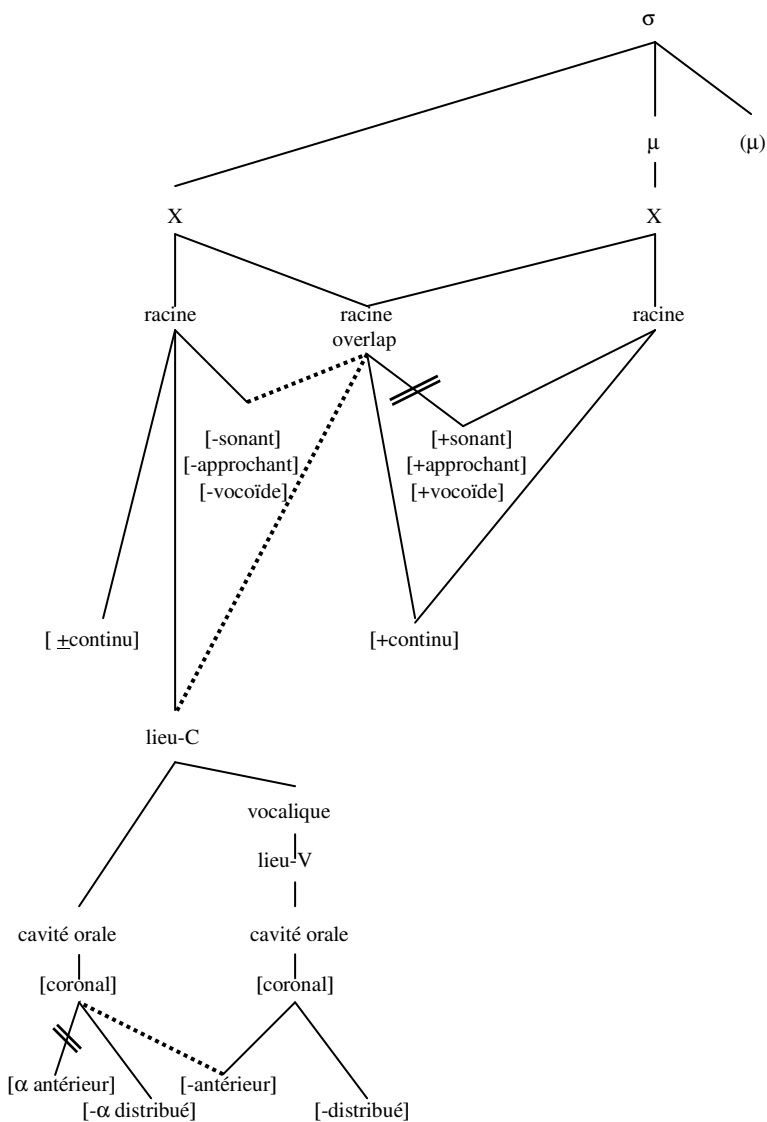 σ
μ (μ)
X X
racine racine racine
overlap
[-sonant] [+sonant]
[-approchant] [+approchant]
[-vocoïde] [+vocoïde]
[ ±continu] [+continu]
lieu-C
vocalique
lieu-V
cavité orale cavité orale
[coronal] [coronal]
[α antérieur] [-antérieur]
[-α distribué] [-distribué]